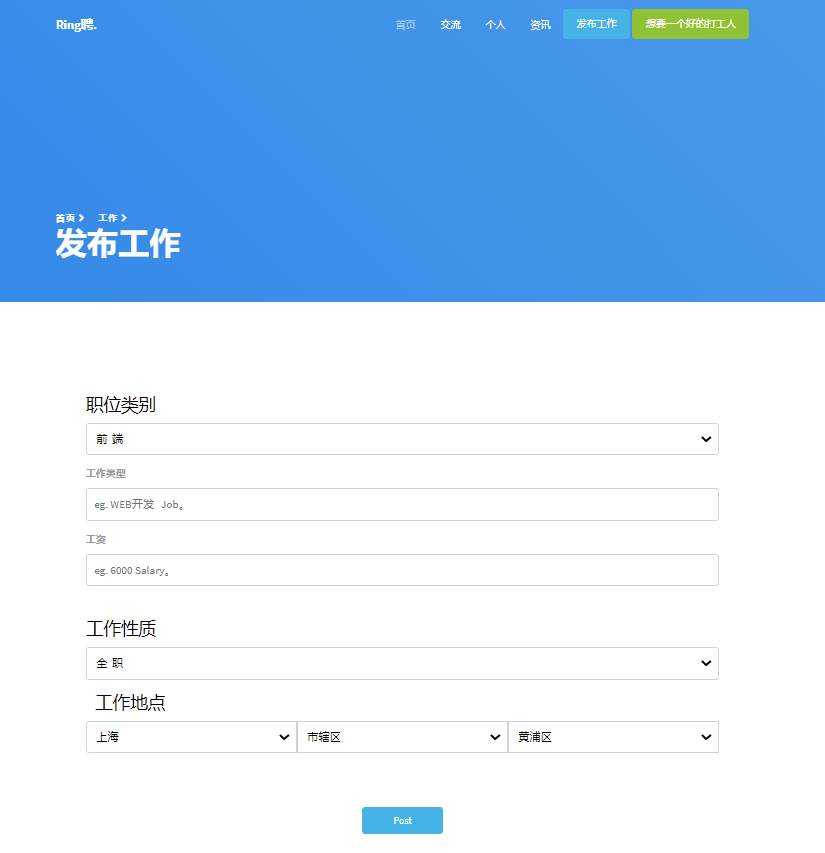 Ring聘. 首页 交流 个人 资讯 发布工作 想要一个好的打工人
首页 工作
发布工作
职位类别
前 端
工作类型
eg. WEB开发 Job。
工资
eg. 6000 Salary。
工作性质
全 职
工作地点
上海 市辖区 黄浦区
Post